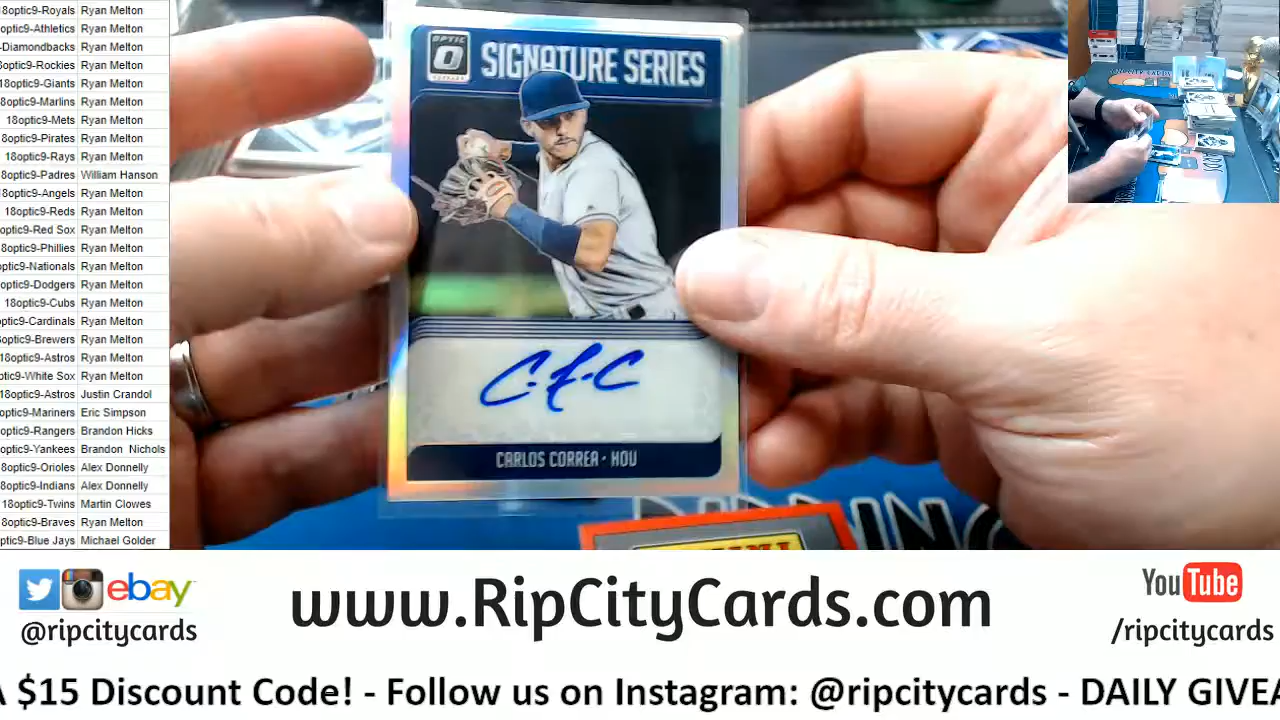 8optic9-Royals Ryan Melton
optic9-Athletics Ryan Melton
-Diamondbacks Ryan Melton
optic9-Rockies Ryan Melton
18optic9-Giants Ryan Melton
8optic9-Marlins Ryan Melton
18optic9-Mets Ryan Melton
8optic9-Pirates Ryan Melton
18optic9-Rays Ryan Melton
8optic9-Padres William Hanson
8optic9-Angels Ryan Melton
18optic9-Reds Ryan Melton
optic9-Red Sox Ryan Melton
8optic9-Phillies Ryan Melton
optic9-Nationals Ryan Melton
optic9-Dodgers Ryan Melton
18optic9-Cubs Ryan Melton
optic9-Cardinals Ryan Melton
optic9-Brewers Ryan Melton
18optic9-Astros Ryan Melton
optic9-White Sox Ryan Melton
18optic9-Astros Justin Crandol
optic9-Mariners Eric Simpson
optic9-Rangers Brandon Hicks
optic9-Yankees Brandon Nichols
8optic9-Orioles Alex Donnelly
8optic9-Indians Alex Donnelly
18optic9-Twins Martin Clowes
8optic9-Braves Ryan Melton
ptic9-Blue Jays Michael Golder
OPTIC
SIGNATURE SERIES
CARLOS CORREA · HOU
PANINI
ebay
@ripcitycards
www.RipCityCards.com
YouTube
/ripcitycards
A $15 Discount Code! - Follow us on Instagram: @ripcitycards - DAILY GIVEA